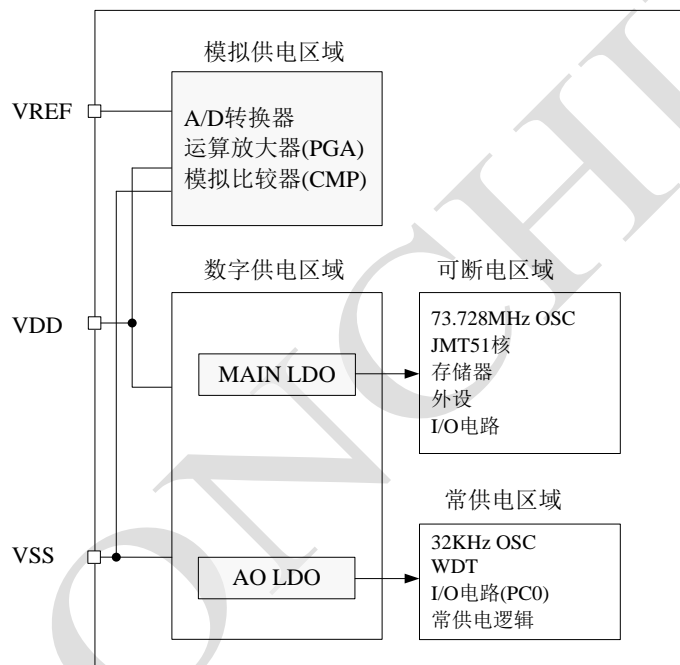 模拟供电区域
VREF
A/D转换器
运算放大器(PGA)
模拟比较器(CMP)
数字供电区域
可断电区域
VDD
73.728MHz OSC
JMT51核
存储器
外设
I/O电路
MAIN LDO
常供电区域
VSS
32KHz OSC
WDT
I/O电路(PC0)
常供电逻辑
AO LDO
ONCHI